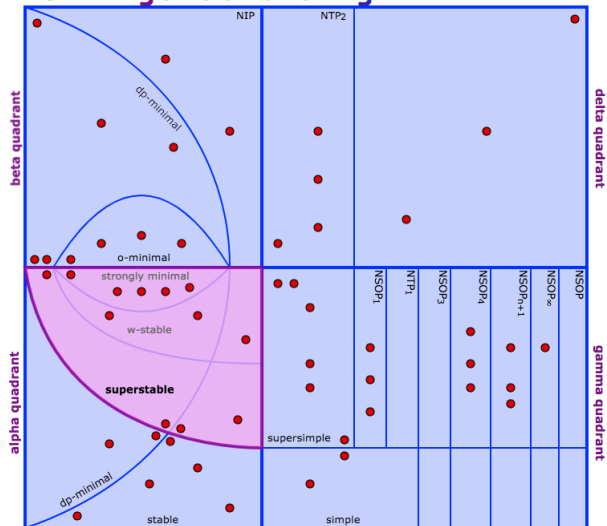 NIP
NTP2
dp-minimal
beta quadrant
delta quadrant
o-minimal
strongly minimal
w-stable
superstable
alpha quadrant
NSOP1
NTP1
NSOP3
NSOP4
NSOPn+1
NSOP∞
NSOP
gamma quadrant
supersimple
dp-minimal
stable
simple